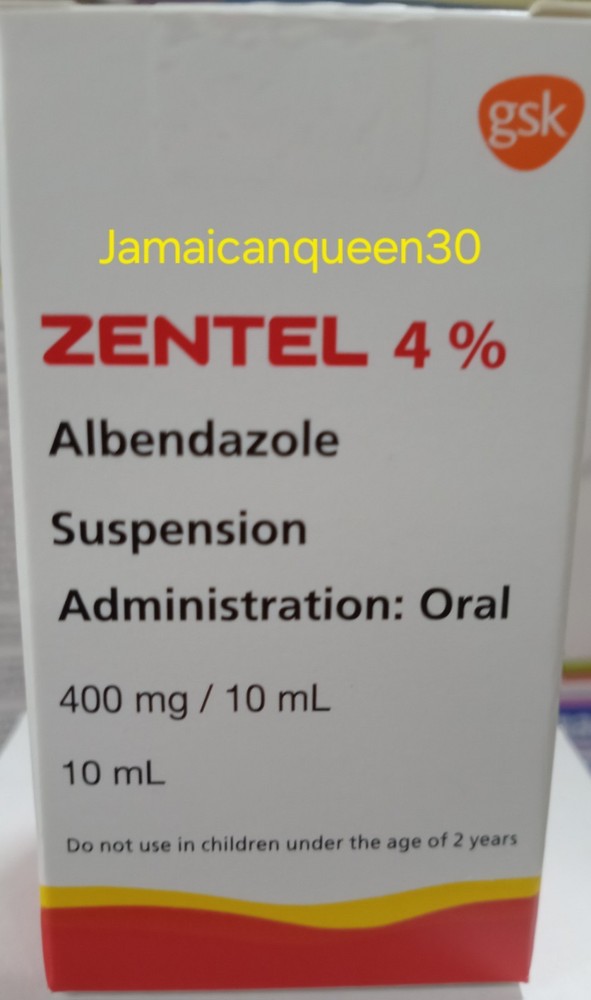 gsk
Jamaicanqueen30
ZENTEL 4 %
Albendazole
Suspension
Administration: Oral
400 mg / 10 mL
10 mL
Do not use in children under the age of 2 years